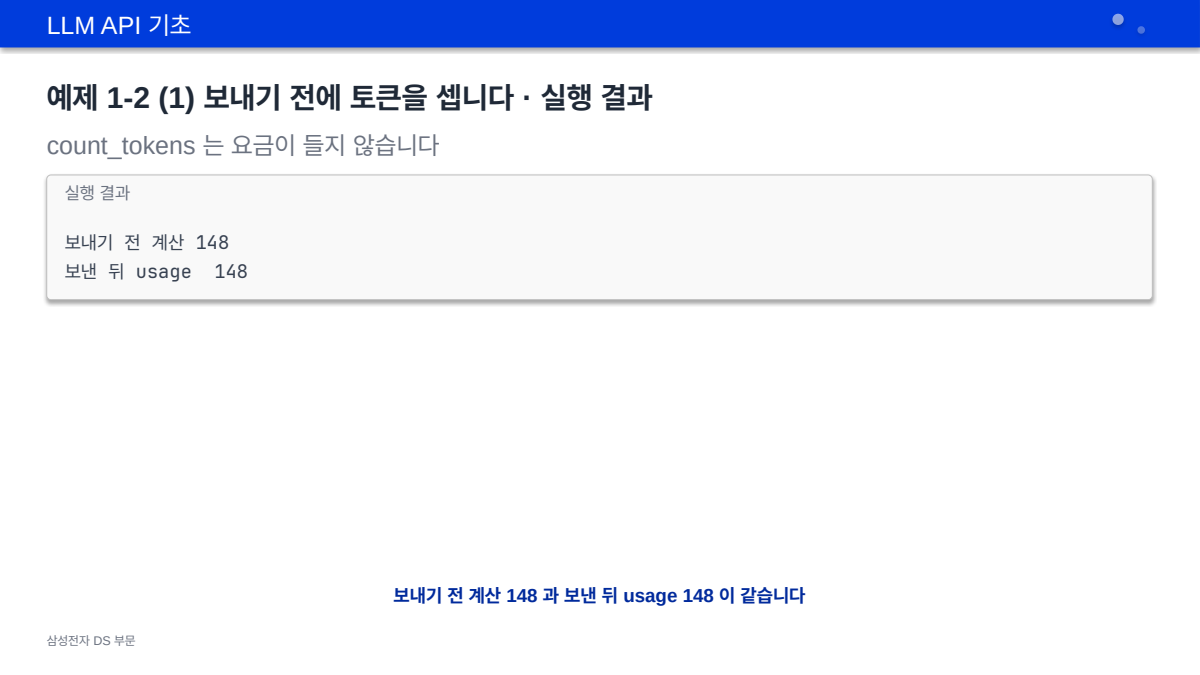 LLM API 기초
예제 1-2 (1) 보내기 전에 토큰을 셉니다 · 실행 결과
count_tokens 는 요금이 들지 않습니다
실행 결과
보내기 전 계산 148
보낸 뒤 usage  148
보내기 전 계산 148 과 보낸 뒤 usage 148 이 같습니다
삼성전자 DS 부문